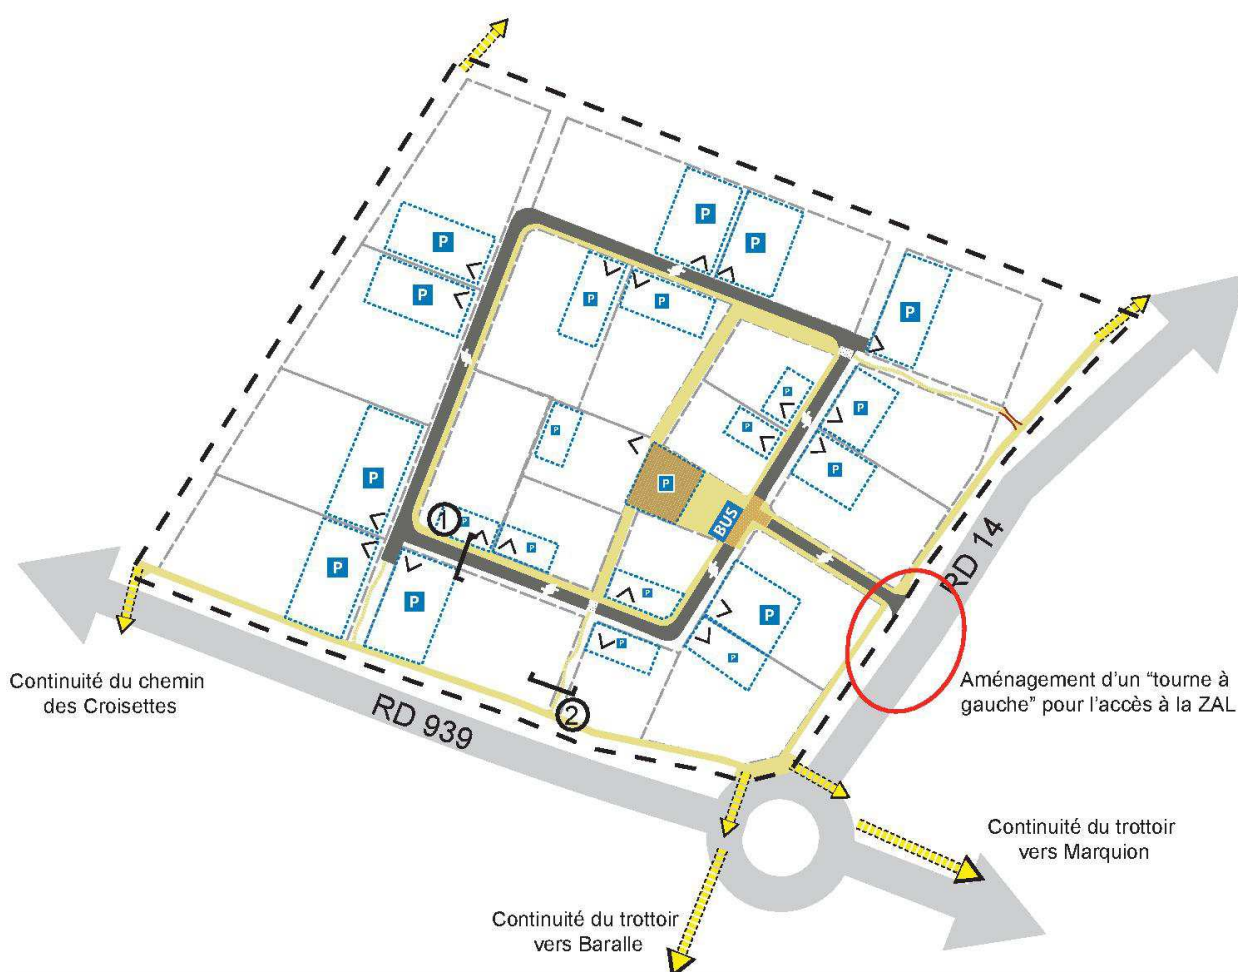 P
P
P
P
P
P
P
P
P
P
P
P
P
P
1
P
BUS
P
RD 14
P
P
P
P
P
P
Continuité du chemin
des Croisettes
Aménagement d'un "tourne à
gauche" pour l'accès à la ZAL
RD 939
2
Continuité du trottoir
vers Marquion
Continuité du trottoir
vers Baralle